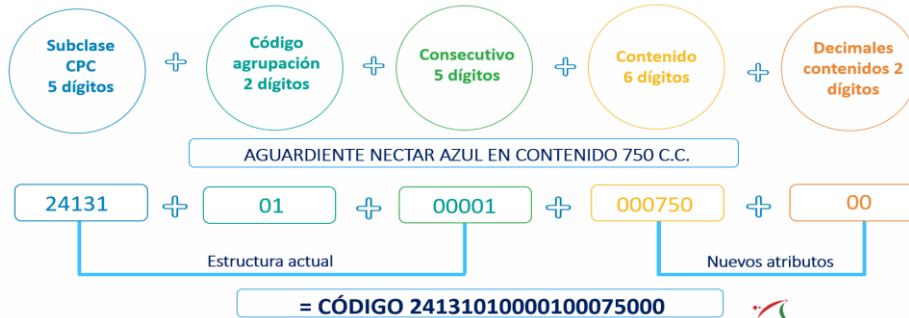 Subclase
CPC
5 dígitos
Código
agrupación
2 dígitos
Consecutivo
5 dígitos
Contenido
6 dígitos
Decimales
contenidos 2
dígitos
AGUARDIENTE NECTAR AZUL EN CONTENIDO 750 C.C.
24131
01
00001
000750
00
Estructura actual
Nuevos atributos
= CÓDIGO 24131010000100075000